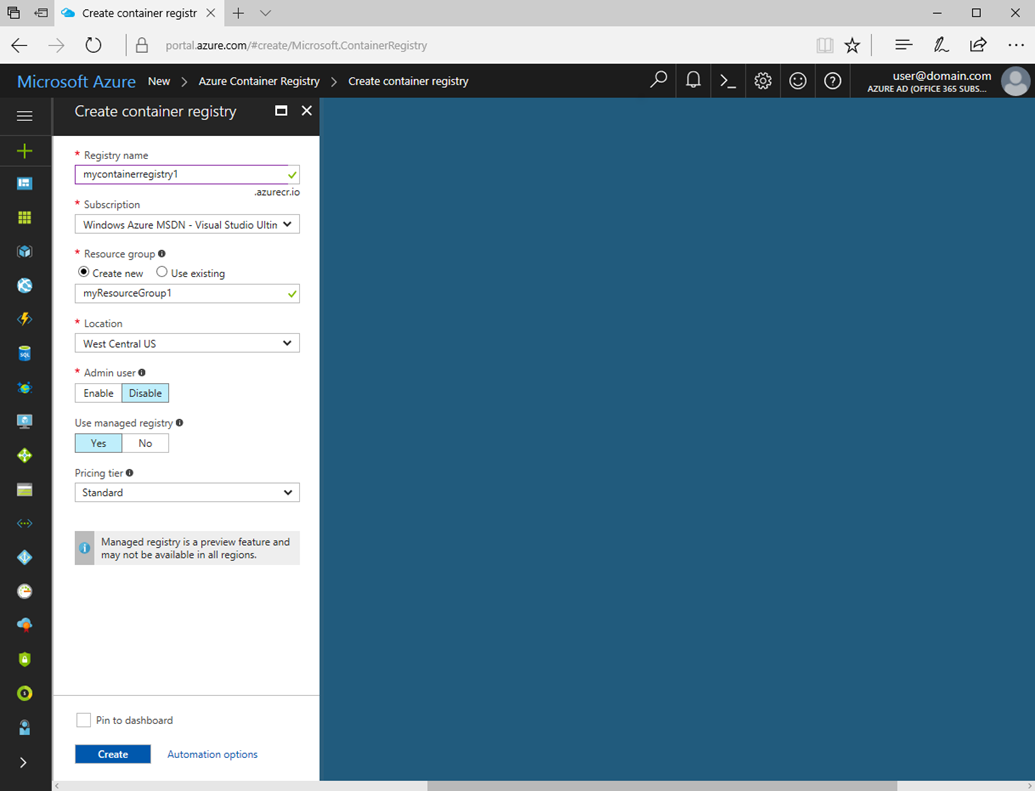 Create container registr
portal.azure.com/#create/Microsoft.ContainerRegistry
Microsoft Azure New Azure Container Registry Create container registry
user@domain.com
AZURE AD (OFFICE 365 SUBS...
Create container registry
* Registry name
mycontainerregistry1
.azurecr.io
* Subscription
Windows Azure MSDN - Visual Studio Ultin
* Resource group
Create new Use existing
myResourceGroup1
* Location
West Central US
* Admin user
Enable Disable
Use managed registry
Yes No
Pricing tier
Standard
Managed registry is a preview feature and
may not be available in all regions.
Pin to dashboard
Create Automation options